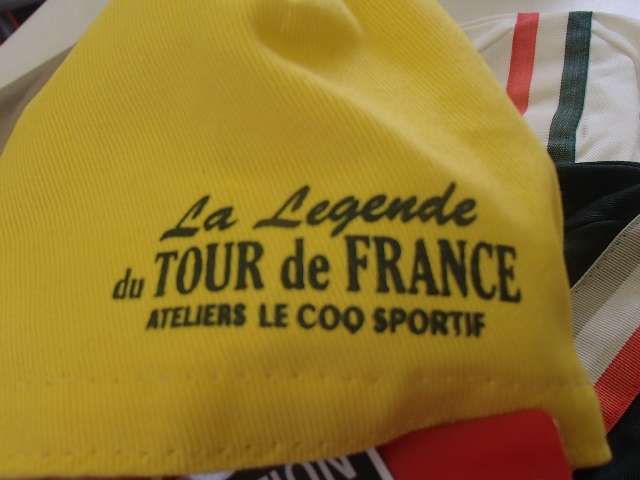 La Legende
du TOUR de FRANCE
ATELIERS LE COQ SPORTIF